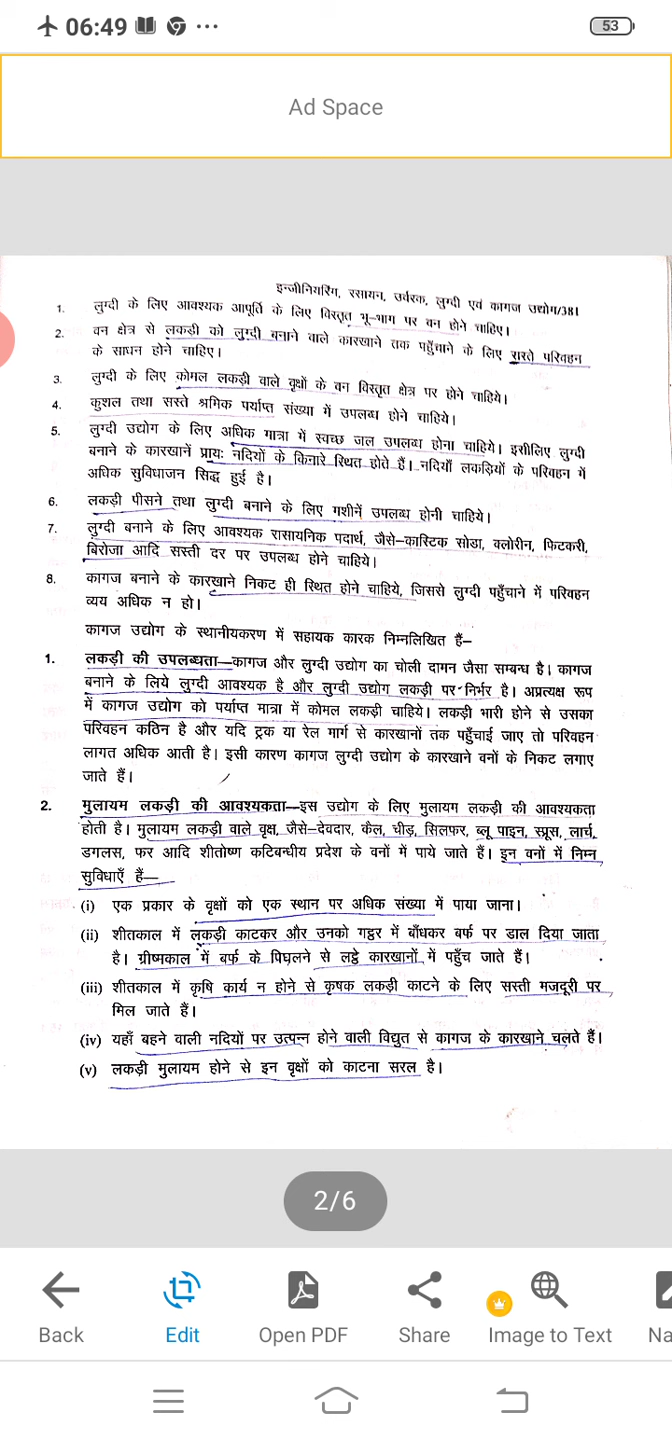 06:49 ...
53
Ad Space
इन्जीनियरिंग, रसायन, उर्वरक, लुग्दी एवं कागज उद्योग/381
1. लुग्दी के लिए आवश्यक आपूर्ति के लिए विस्तृत भू-भाग पर वन होने चाहिए।
2. वन क्षेत्र से लकड़ी को लुग्दी बनाने वाले कारखाने तक पहुँचाने के लिए सस्ते परिवहन
के साधन होने चाहिए।
3. लुग्दी के लिए कोमल लकड़ी वाले वृक्षों के वन विस्तृत क्षेत्र पर होने चाहिये।
4. कुशल तथा सस्ते श्रमिक पर्याप्त संख्या में उपलब्ध होने चाहिये।
5. लुग्दी उद्योग के लिए अधिक मात्रा में स्वच्छ जल उपलब्ध होना चाहिये। इसीलिए लुग्दी
बनाने के कारखानें प्रायः नदियों के किनारे स्थित होते हैं। नदियाँ लकड़ियों के परिवहन में
अधिक सुविधाजन सिद्ध हुई है।
6. लकड़ी पीसने तथा लुग्दी बनाने के लिए मशीनें उपलब्ध होनी चाहिये।
7. लुग्दी बनाने के लिए आवश्यक रासायनिक पदार्थ, जैसे–कास्टिक सोडा, क्लोरीन, फिटकरी,
बिरोजा आदि सस्ती दर पर उपलब्ध होने चाहिये।
8. कागज बनाने के कारखाने निकट ही स्थित होने चाहिये, जिससे लुग्दी पहुँचाने में परिवहन
व्यय अधिक न हो।
कागज उद्योग के स्थानीयकरण में सहायक कारक निम्नलिखित हैं–
1. लकड़ी की उपलब्धता—कागज और लुग्दी उद्योग का चोली दामन जैसा सम्बन्ध है। कागज
बनाने के लिये लुग्दी आवश्यक है और लुग्दी उद्योग लकड़ी पर निर्भर है। अप्रत्यक्ष रूप
में कागज उद्योग को पर्याप्त मात्रा में कोमल लकड़ी चाहिये। लकड़ी भारी होने से उसका
परिवहन कठिन है और यदि ट्रक या रेल मार्ग से कारखानों तक पहुँचाई जाए तो परिवहन
लागत अधिक आती है। इसी कारण कागज लुग्दी उद्योग के कारखाने वनों के निकट लगाए
जाते हैं।
2. मुलायम लकड़ी की आवश्यकता—इस उद्योग के लिए मुलायम लकड़ी की आवश्यकता
होती है। मुलायम लकड़ी वाले वृक्ष, जैसे–देवदार, कैल, चीड़, सिलफर, ब्लू पाइन, स्प्रूस, लार्च,
डगलस, फर आदि शीतोष्ण कटिबन्धीय प्रदेश के वनों में पाये जाते हैं। इन वनों में निम्न
सुविधाएँ हैं—
(i) एक प्रकार के वृक्षों को एक स्थान पर अधिक संख्या में पाया जाना।
(ii) शीतकाल में लकड़ी काटकर और उनको गट्ठर में बाँधकर बर्फ पर डाल दिया जाता
है। ग्रीष्मकाल में बर्फ के पिघलने से लट्ठे कारखानों में पहुँच जाते हैं।
(iii) शीतकाल में कृषि कार्य न होने से कृषक लकड़ी काटने के लिए सस्ती मजदूरी पर
मिल जाते हैं।
(iv) यहाँ बहने वाली नदियों पर उत्पन्न होने वाली विद्युत से कागज के कारखाने चलते हैं।
(v) लकड़ी मुलायम होने से इन वृक्षों को काटना सरल है।
2/6
Back Edit Open PDF Share Image to Text Na